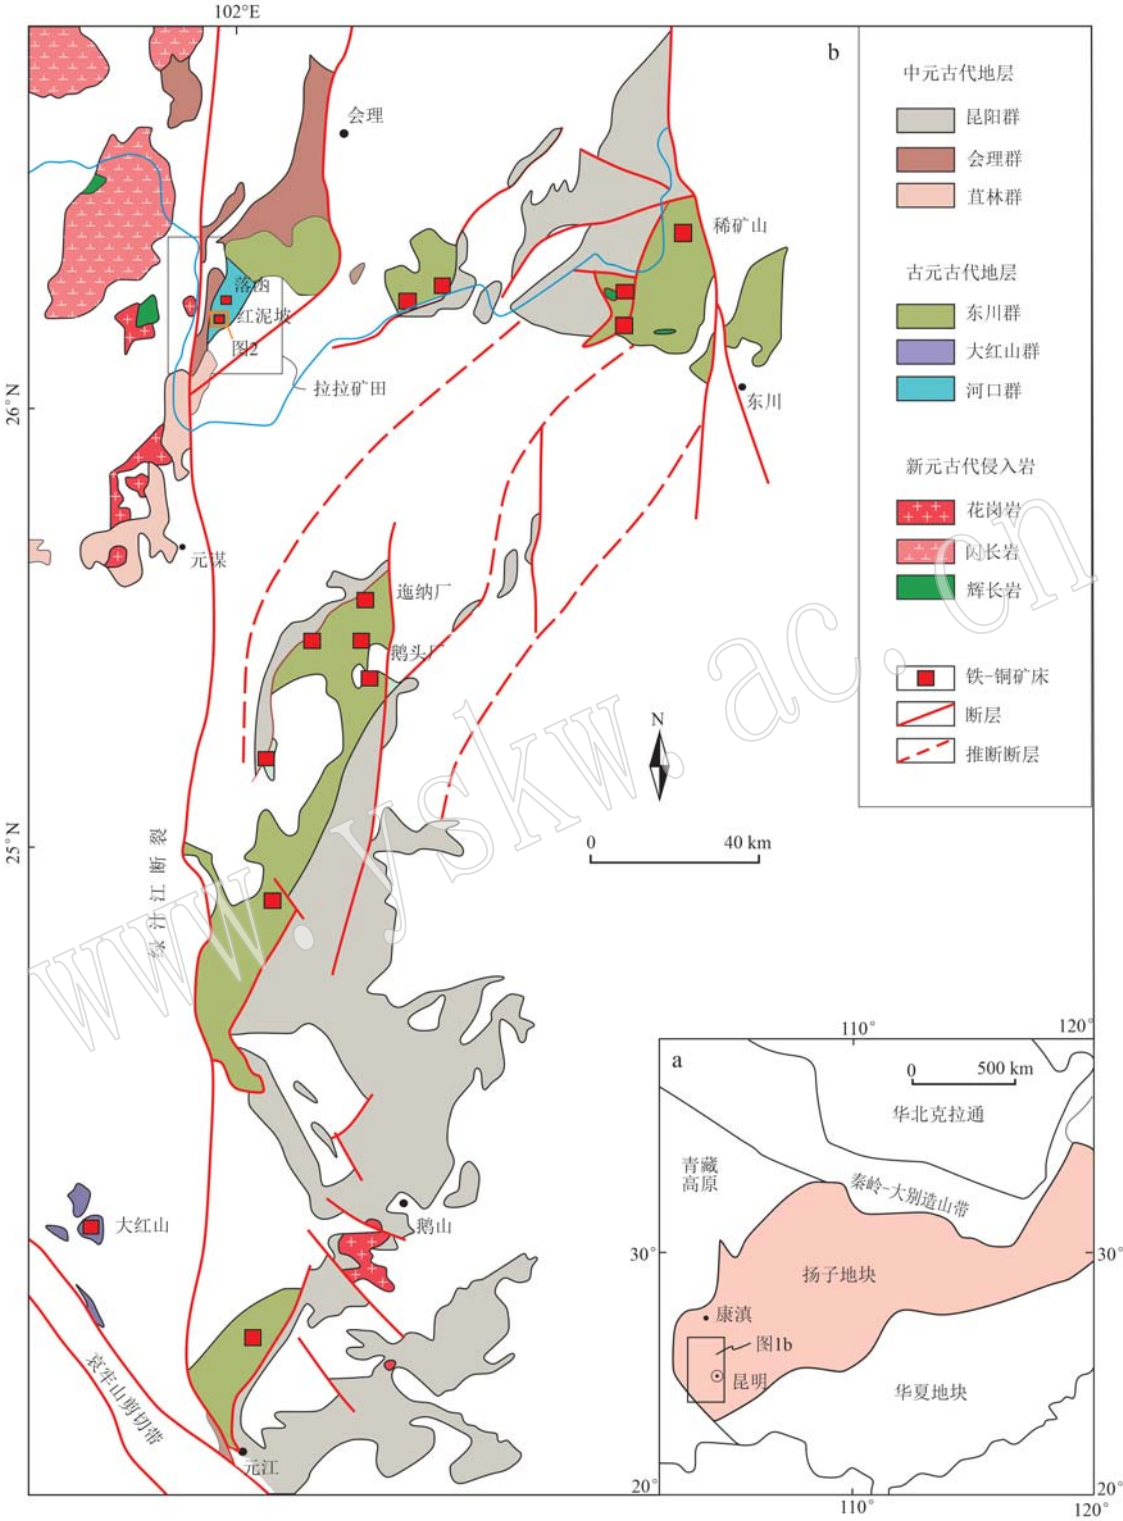 102°E
b
中元古代地层
昆阳群
会理群
苴林群
古元古代地层
东川群
大红山群
河口群
新元古代侵入岩
花岗岩
闪长岩
辉长岩
铁-铜矿床
断层
推断断层
会理
稀矿山
落凼
红泥坡
图2
拉拉矿田
26°N
东川
元谋
迤纳厂
鹅头厂
N
0 40 km
25°N
绿汁江断裂
大红山
鹅山
哀牢山剪切带
元江
110° 120°
a
0 500 km
华北克拉通
青藏
高原
秦岭-大别造山带
30° 30°
扬子地块
康滇
图1b
昆明
华夏地块
20° 20°
110° 120°
www.yskw.ac.cn